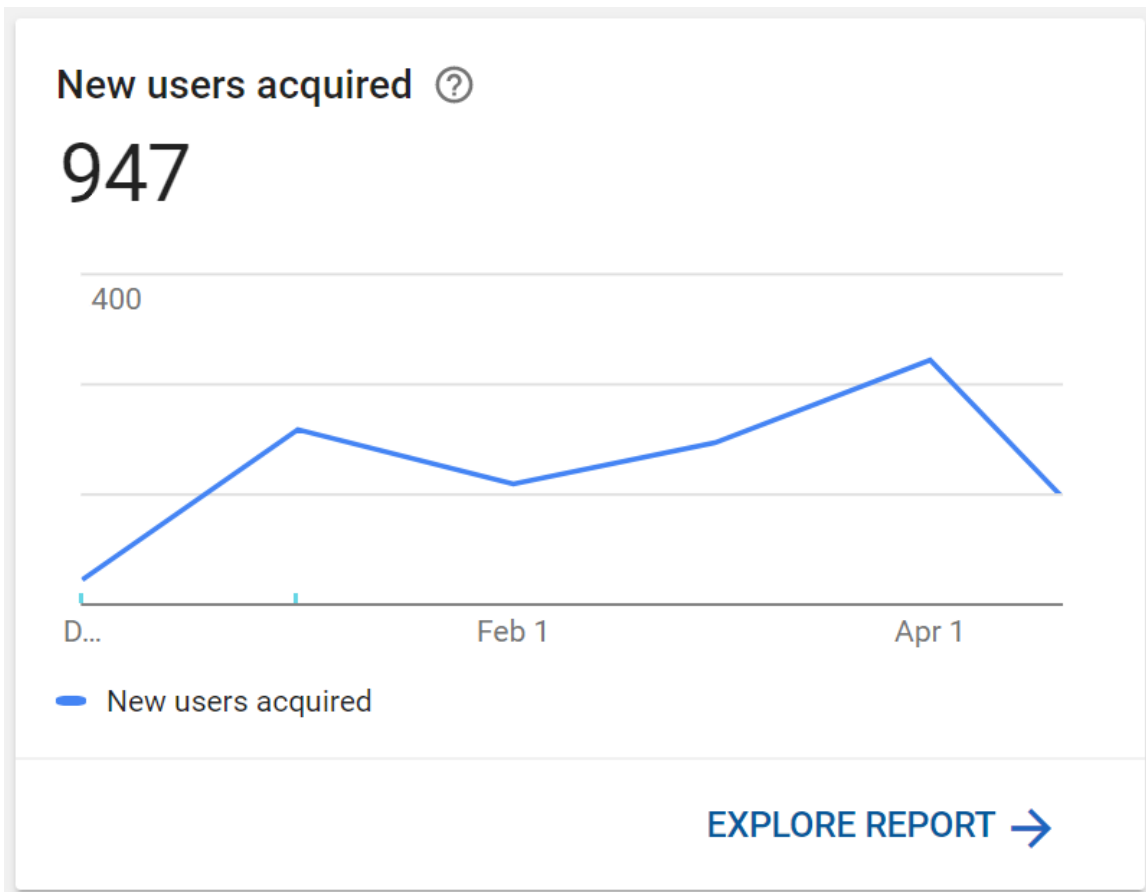 New users acquired
947
400
D... Feb 1 Apr 1
New users acquired
EXPLORE REPORT